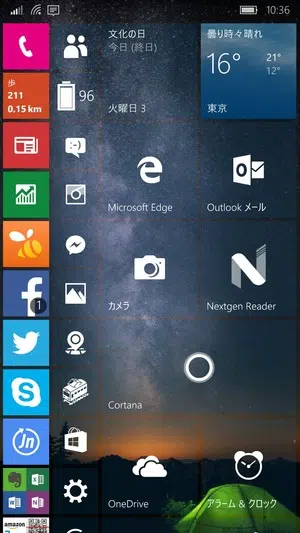 10:36
文化の日
今日 (終日)
火曜日 3
曇り時々晴れ
16°
21°
12°
東京
歩
211
0.15 km
96
Microsoft Edge
Outlook メール
カメラ
Nextgen Reader
1
Cortana
OneDrive
アラーム & クロック
amazon